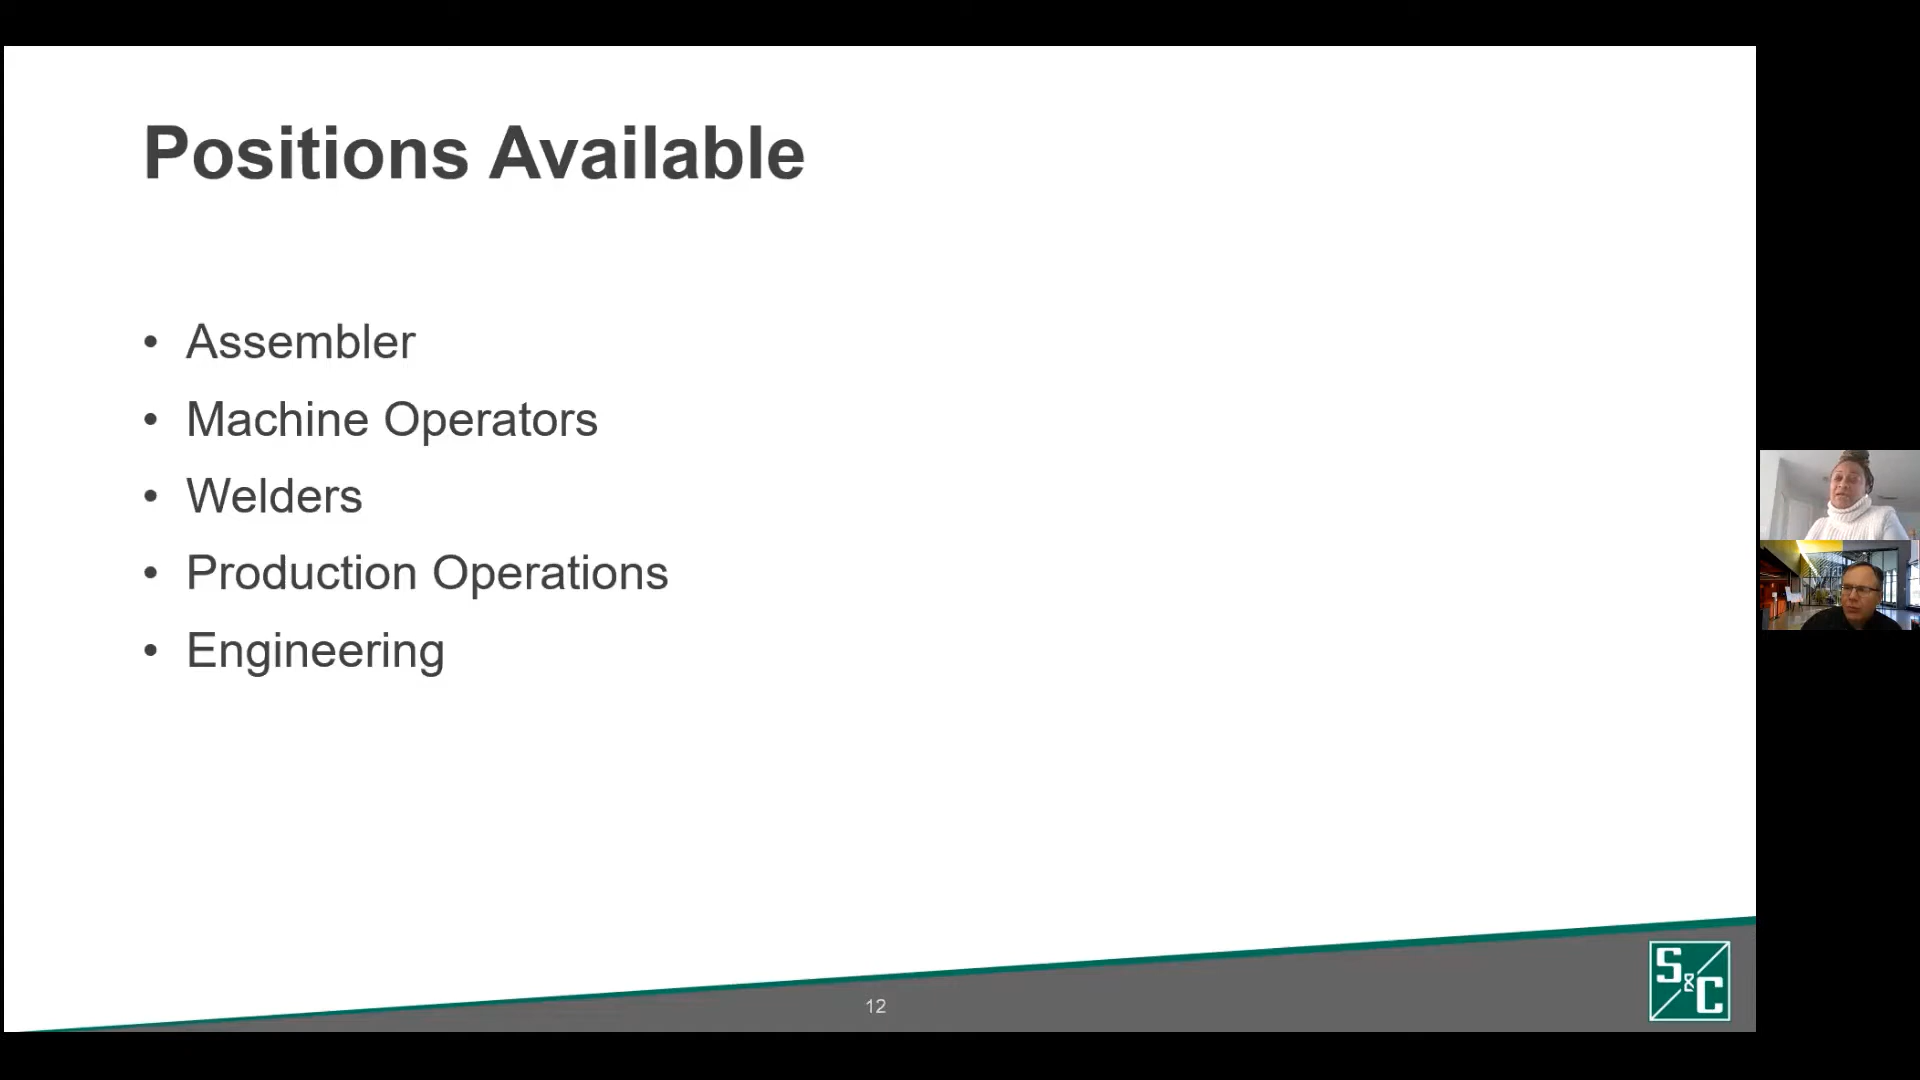 Positions Available
• Assembler
• Machine Operators
• Welders
• Production Operations
• Engineering
12
S&C